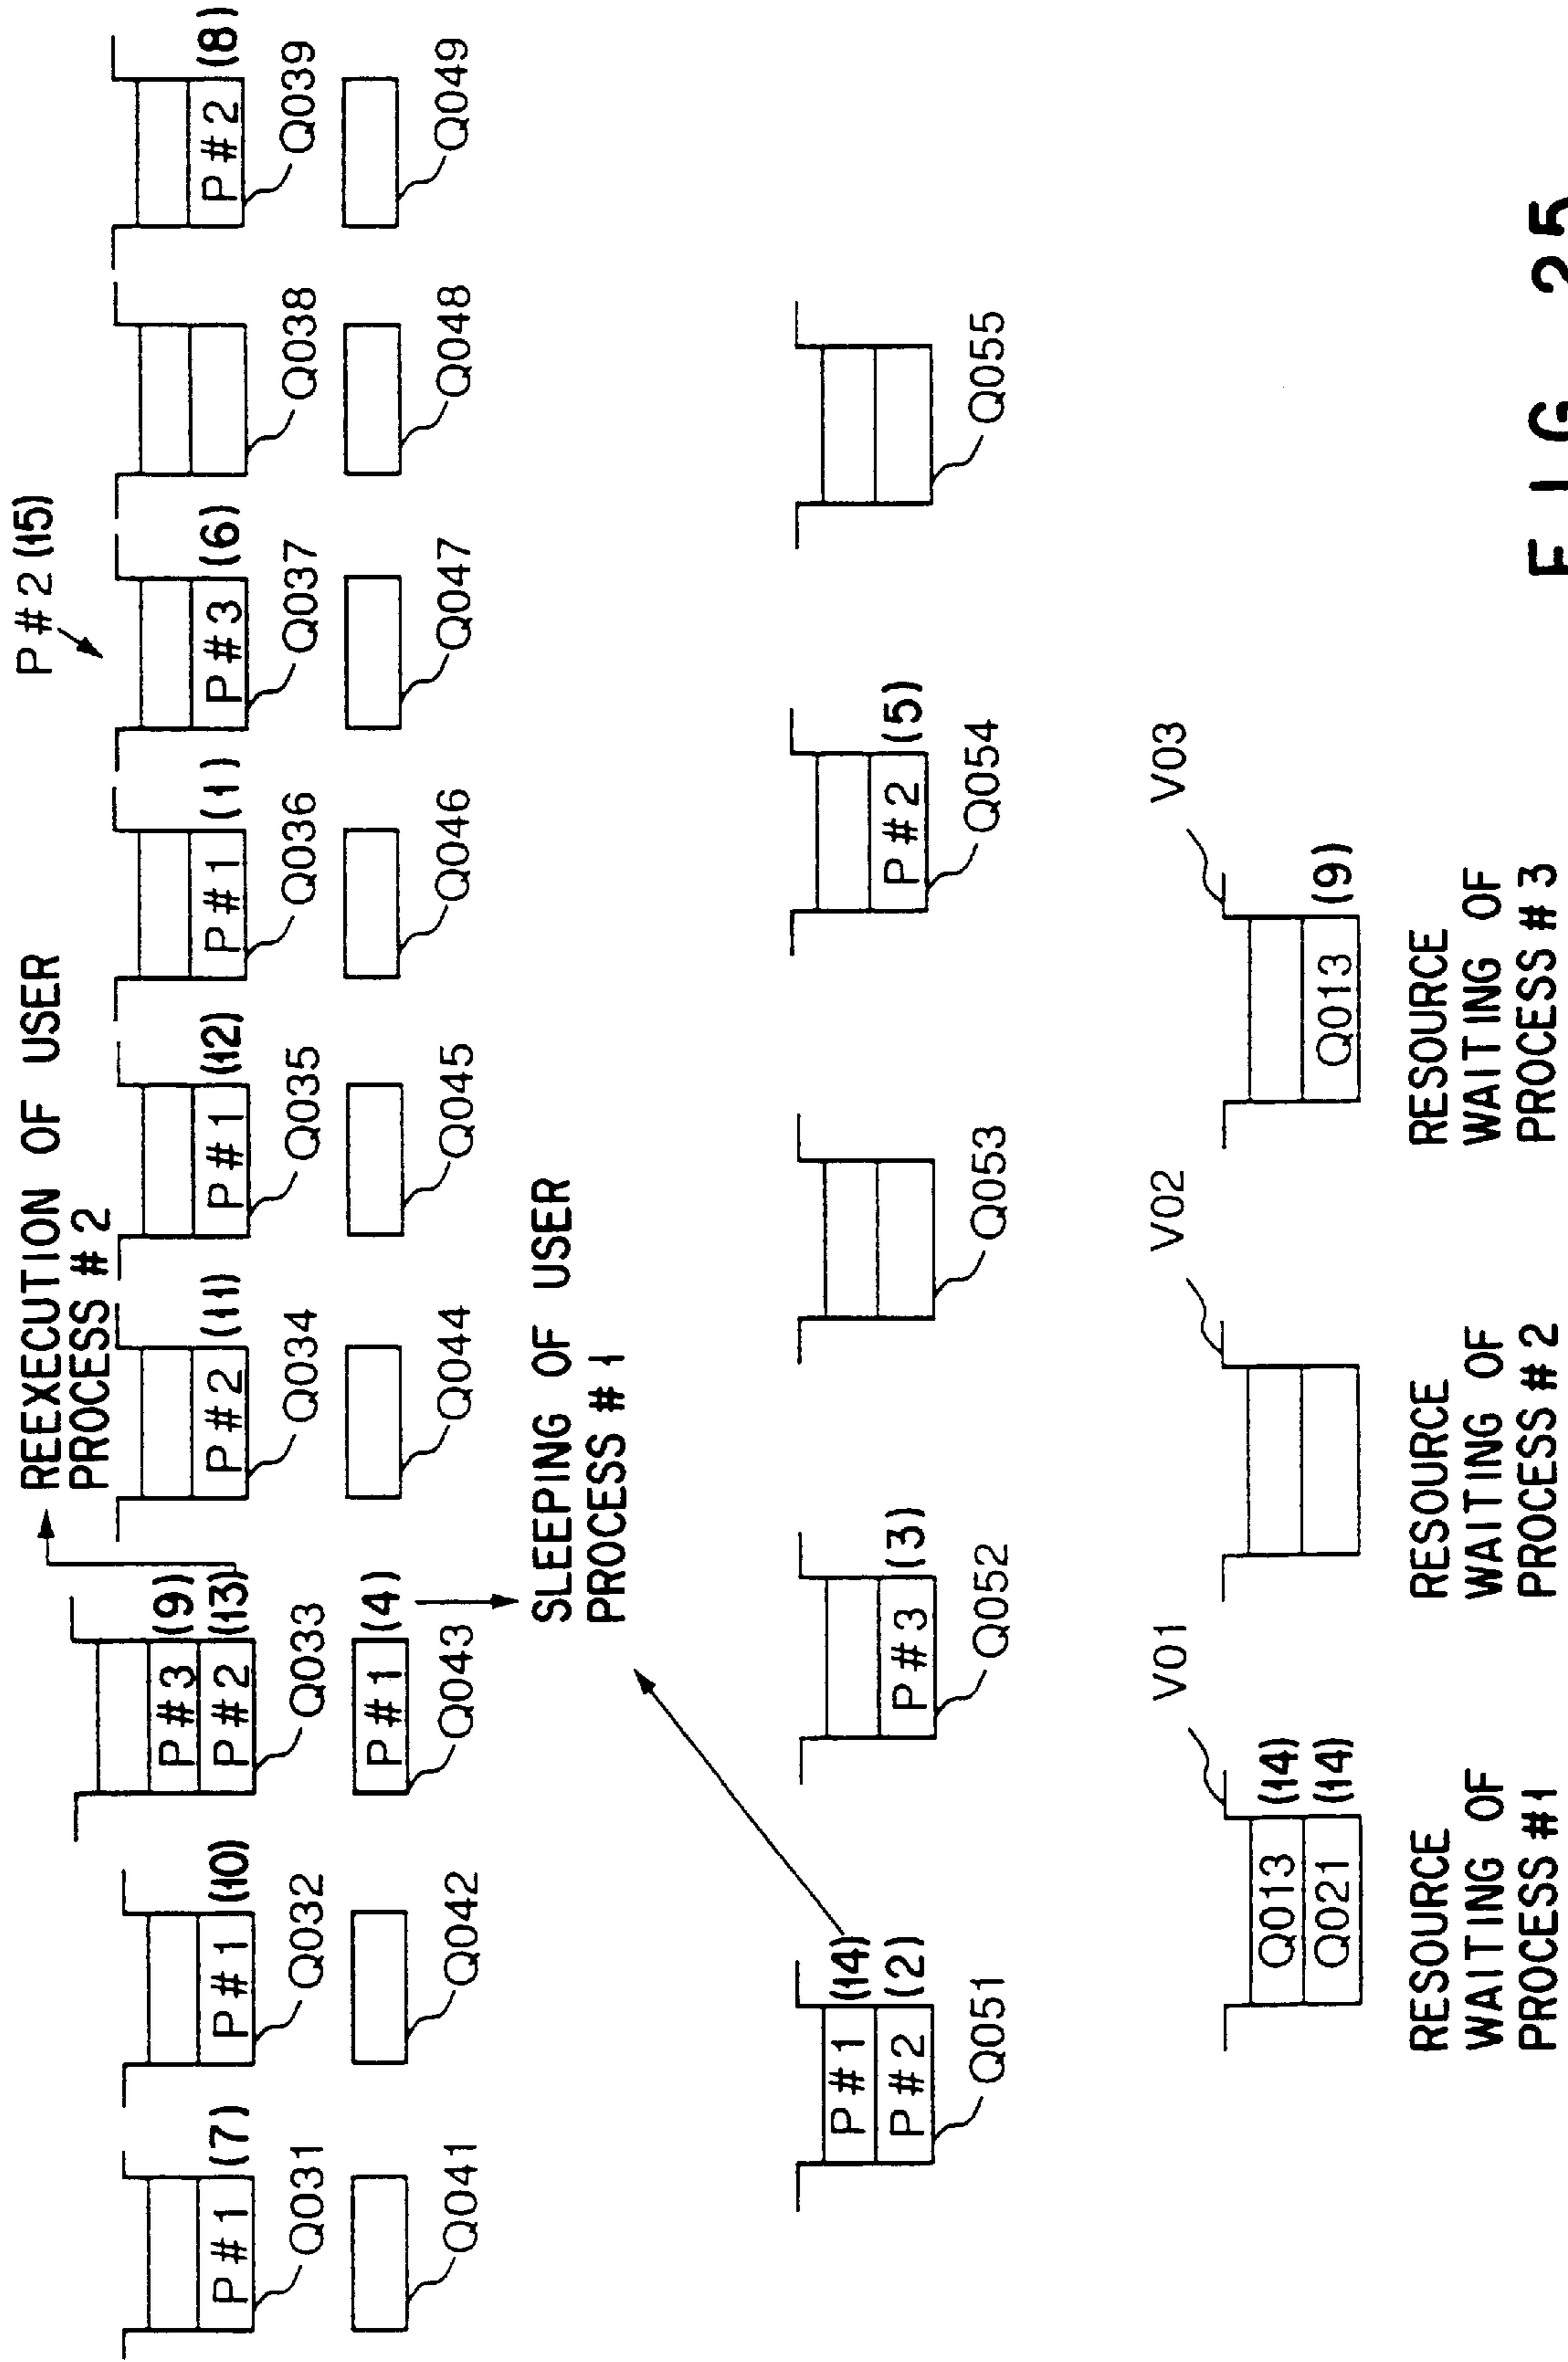 REEXECUTION OF USER
PROCESS #2
P#2 (15)
P#1 (7)
Q031
P#1 (10)
Q032
P#3 (9)
P#2 (13)
Q033
P#2 (11)
Q034
P#1 (12)
Q035
P#1 (1)
Q036
P#3 (6)
Q037
Q038
P#2 (8)
Q039
Q041
Q042
P#1 (4)
Q043
Q044
Q045
Q046
Q047
Q048
Q049
SLEEPING OF USER
PROCESS #1
P#1 (14)
P#2 (2)
Q051
P#3 (3)
Q052
Q053
P#2 (5)
Q054
Q055
V01
Q013 (14)
Q021 (14)
RESOURCE
WAITING OF
PROCESS #1
V02
RESOURCE
WAITING OF
PROCESS #2
V03
Q013 (9)
RESOURCE
WAITING OF
PROCESS #3
FIG. 25